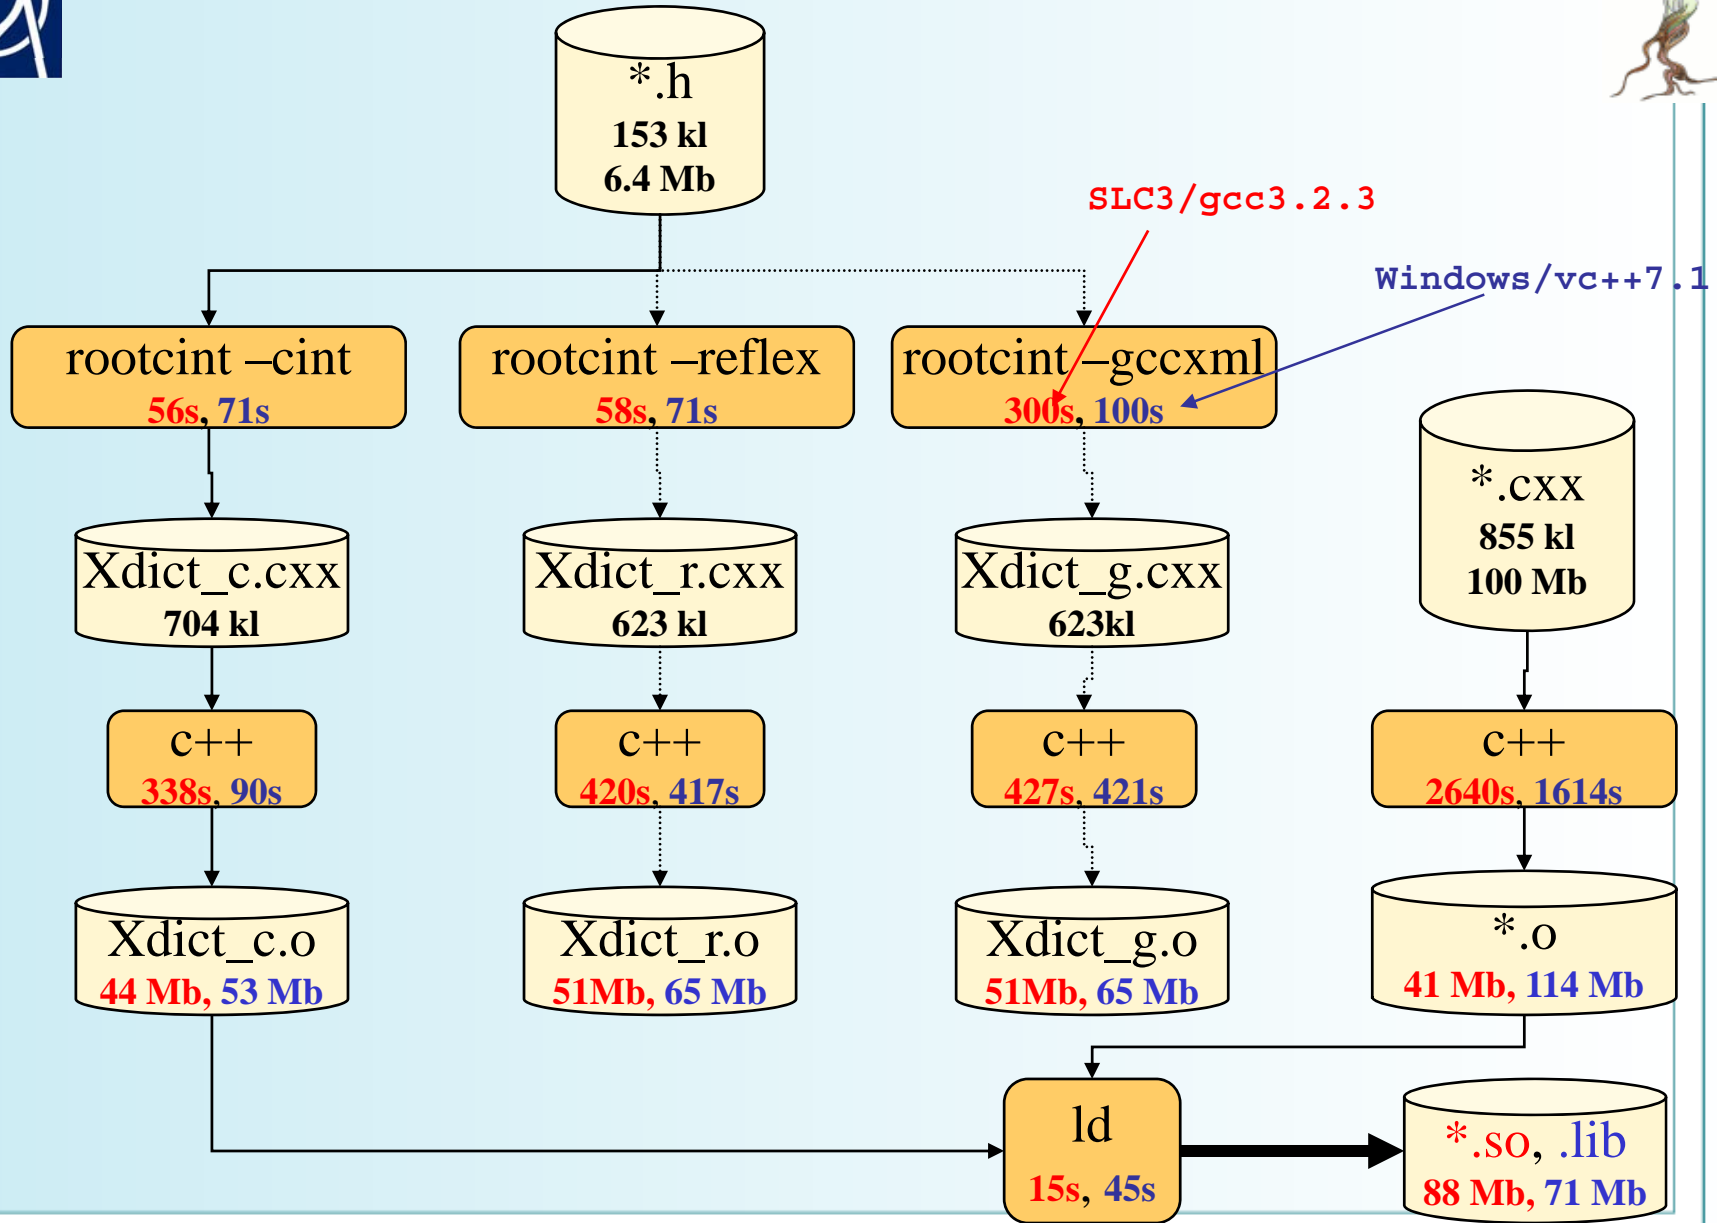 *.h
153 kl
6.4 Mb
SLC3/gcc3.2.3
Windows/vc++7.1
rootcint –cint
56s, 71s
rootcint –reflex
58s, 71s
rootcint –gccxml
300s, 100s
*.cxx
855 kl
100 Mb
Xdict_c.cxx
704 kl
Xdict_r.cxx
623 kl
Xdict_g.cxx
623kl
c++
338s, 90s
c++
420s, 417s
c++
427s, 421s
c++
2640s, 1614s
Xdict_c.o
44 Mb, 53 Mb
Xdict_r.o
51Mb, 65 Mb
Xdict_g.o
51Mb, 65 Mb
*.o
41 Mb, 114 Mb
ld
15s, 45s
*.so, .lib
88 Mb, 71 Mb